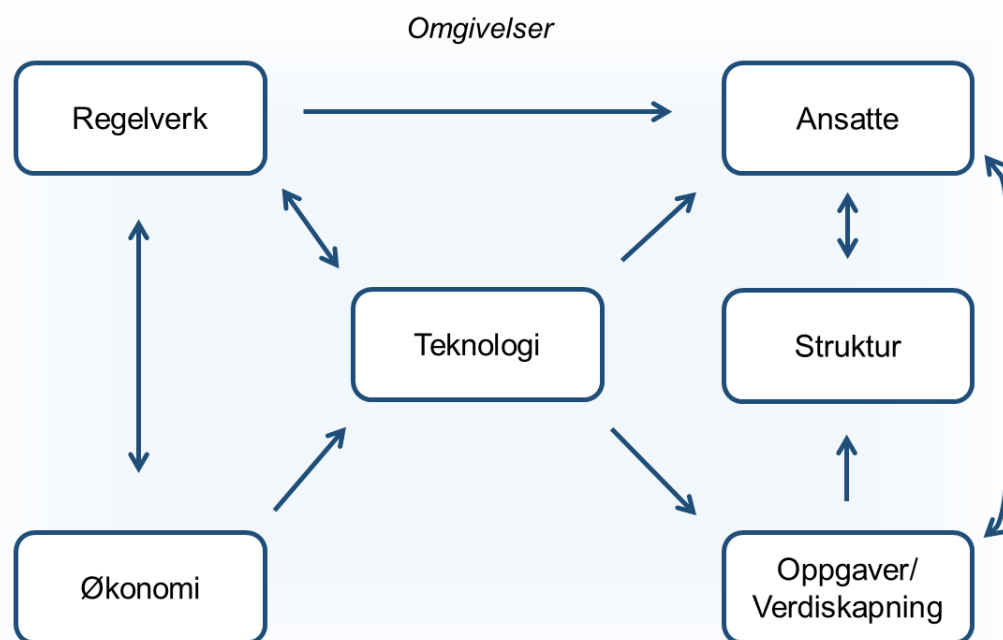 Omgivelser
Regelverk
Ansatte
Teknologi
Struktur
Økonomi
Oppgaver/
Verdiskapning